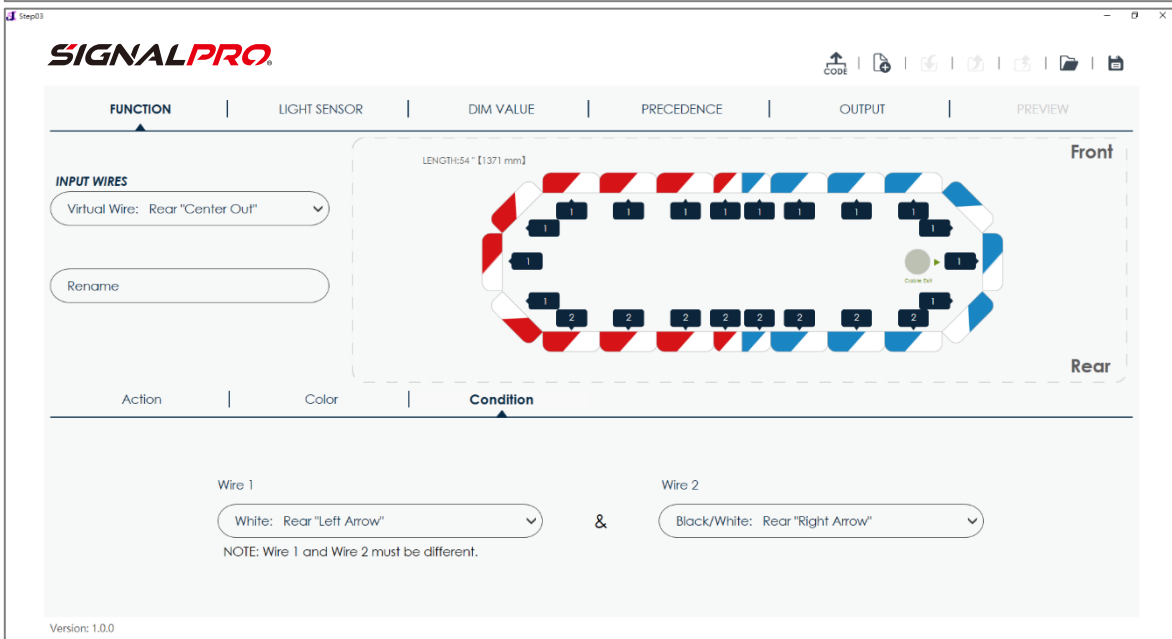 Step03
SIGNALPRO
CODE
FUNCTION LIGHT SENSOR DIM VALUE PRECEDENCE OUTPUT PREVIEW
LENGTH:54 "【1371 mm】
Front
INPUT WIRES
Virtual Wire: Rear "Center Out"
1 1 1 1 1 1 1 1
1 1
1 1
Cable Exit
Rename
1 1
2 2 2 2 2 2 2 2
Rear
Action Color Condition
Wire 1 Wire 2
White: Rear "Left Arrow" & Black/White: Rear "Right Arrow"
NOTE: Wire 1 and Wire 2 must be different.
Version: 1.0.0